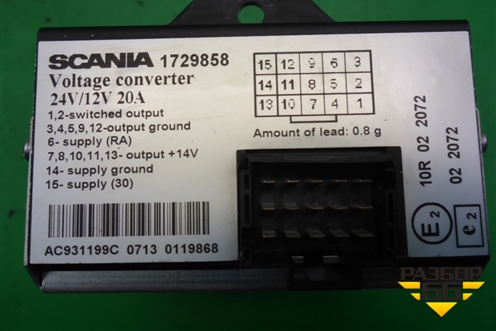 SCANIA 1729858
Voltage converter
24V/12V 20A
1,2-switched output
3,4,5,9,12-output ground
6- supply (RA)
7,8,10,11,13- output +14V
14- supply ground
15- supply (30)
AC931199C 0713 0119868
15 12 9 6 3
14 11 8 5 2
13 10 7 4 1
Amount of lead: 0.8 g
10R 02 2072
02 2072
E2
e2
РАЗБОР
66